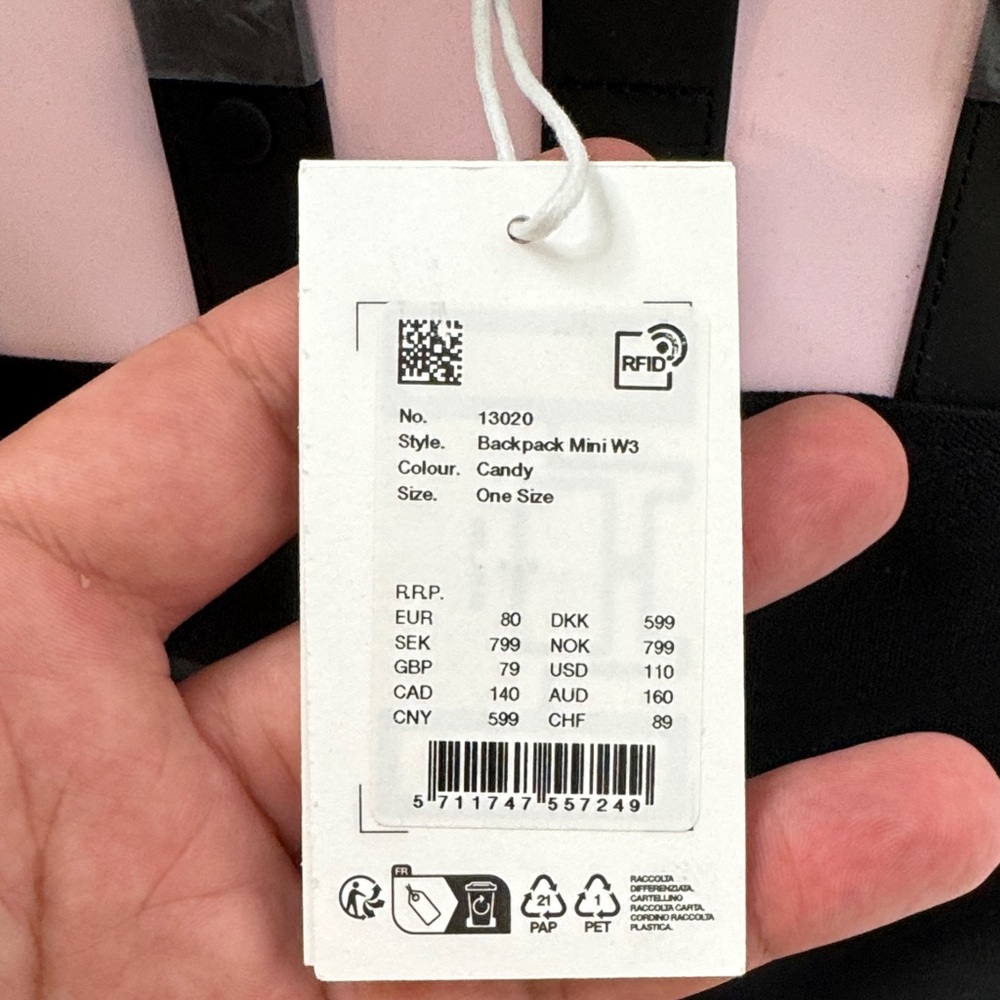 RFID
No. 13020
Style. Backpack Mini W3
Colour. Candy
Size. One Size
R.R.P.
EUR 80 DKK 599
SEK 799 NOK 799
GBP 79 USD 110
CAD 140 AUD 160
CNY 599 CHF 89
5 711747 557249
FR
21
PAP
1
PET
RACCOLTA
DIFFERENZIATA.
CARTELLINO
RACCOLTA CARTA.
CORDINO RACCOLTA
PLASTICA.